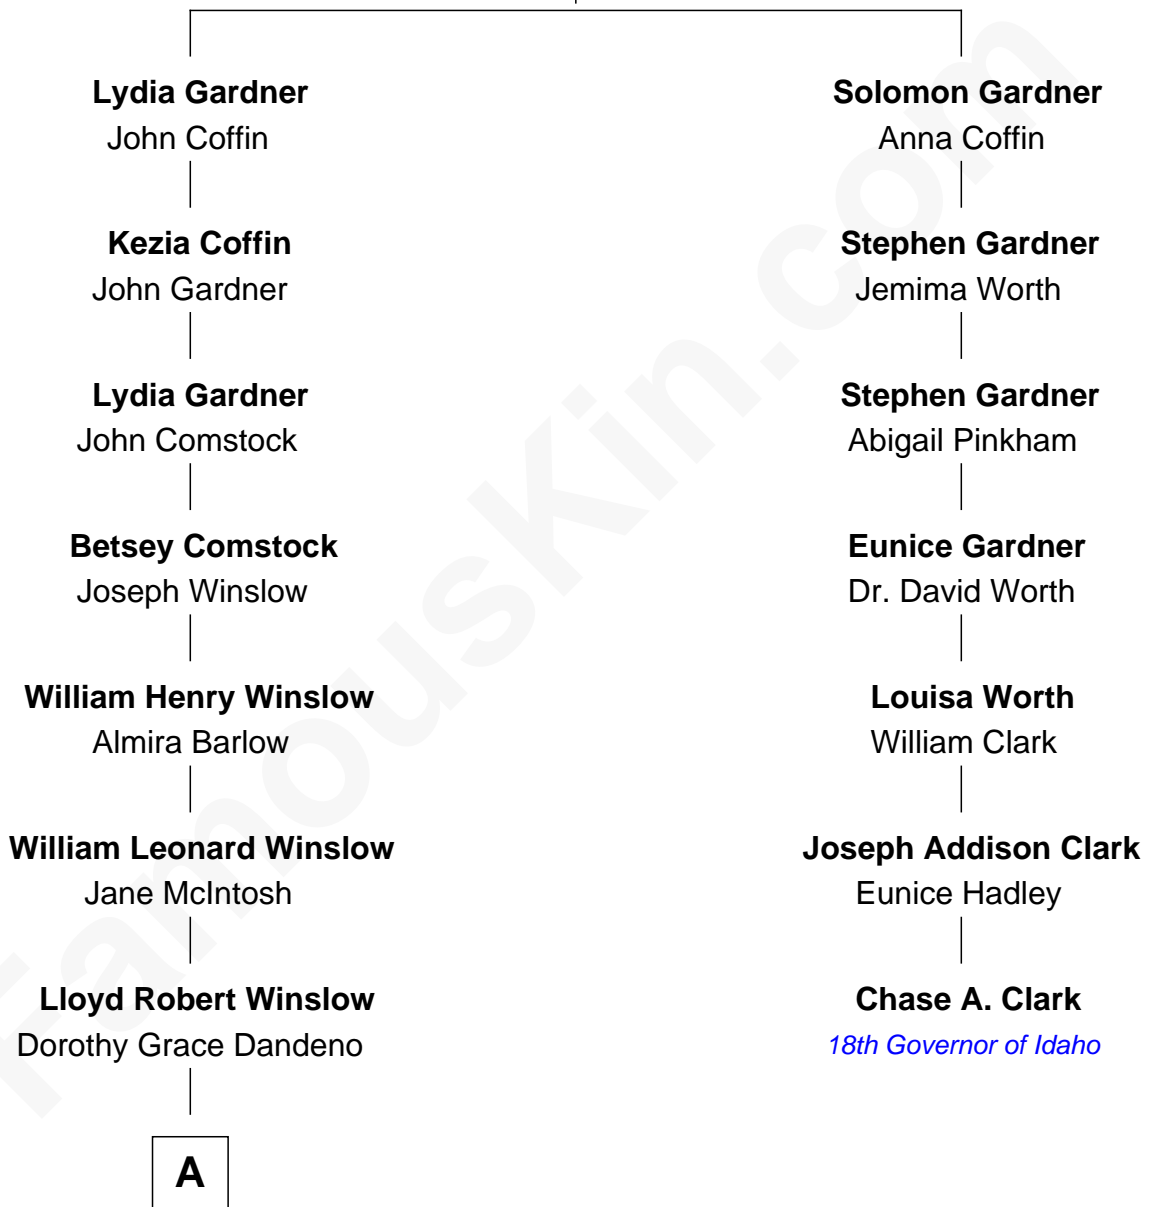 Lydia Gardner
John Coffin
Kezia Coffin
John Gardner
Lydia Gardner
John Comstock
Betsey Comstock
Joseph Winslow
William Henry Winslow
Almira Barlow
William Leonard Winslow
Jane McIntosh
Lloyd Robert Winslow
Dorothy Grace Dandeno
A
Solomon Gardner
Anna Coffin
Stephen Gardner
Jemima Worth
Stephen Gardner
Abigail Pinkham
Eunice Gardner
Dr. David Worth
Louisa Worth
William Clark
Joseph Addison Clark
Eunice Hadley
Chase A. Clark
18th Governor of Idaho
FamousKin.com